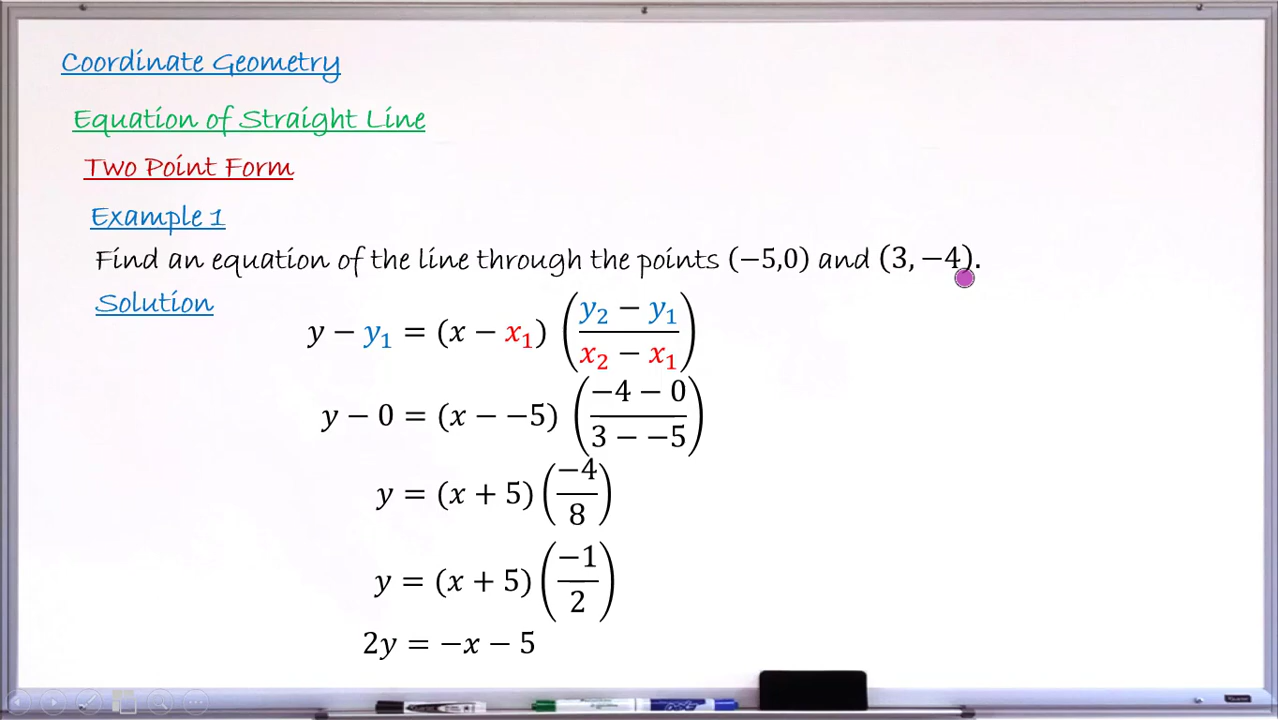 Coordinate Geometry
Equation of Straight Line
Two Point Form
Example 1
Find an equation of the line through the points (−5,0) and (3, −4).
Solution
y − y₁ = (x − x₁) ((y₂ − y₁)/(x₂ − x₁))
y − 0 = (x − −5) ((−4 − 0)/(3 − −5))
y = (x + 5) (−4/8)
y = (x + 5) (−1/2)
2y = −x − 5